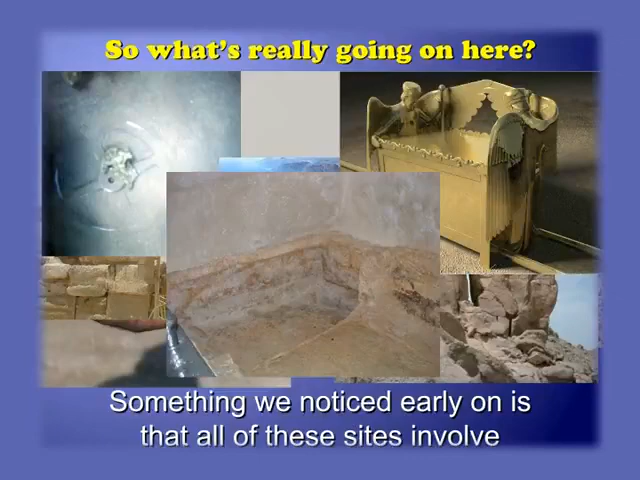 So what's really going on here?
Something we noticed early on is
that all of these sites involve